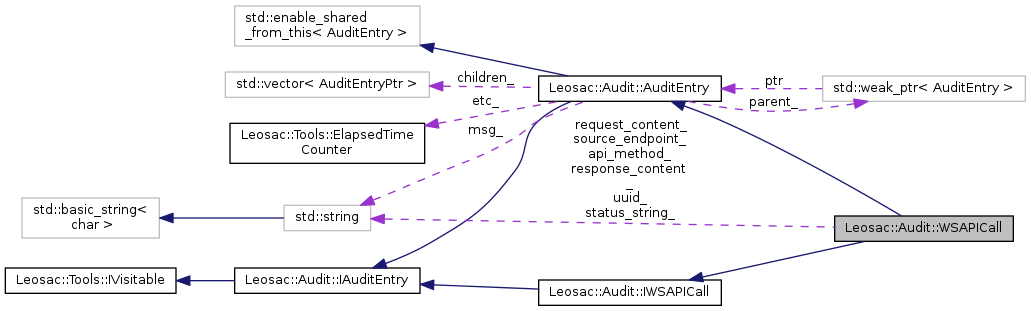 std::enable_shared
_from_this< AuditEntry >
std::vector< AuditEntryPtr >
children_
Leosac::Audit::AuditEntry
ptr
parent_
std::weak_ptr< AuditEntry >
etc_
msg_
Leosac::Tools::ElapsedTime
Counter
request_content_
source_endpoint_
api_method_
response_content
_
uuid_
status_string_
std::basic_string<
char >
std::string
Leosac::Audit::WSAPICall
Leosac::Tools::IVisitable
Leosac::Audit::IAuditEntry
Leosac::Audit::IWSAPICall